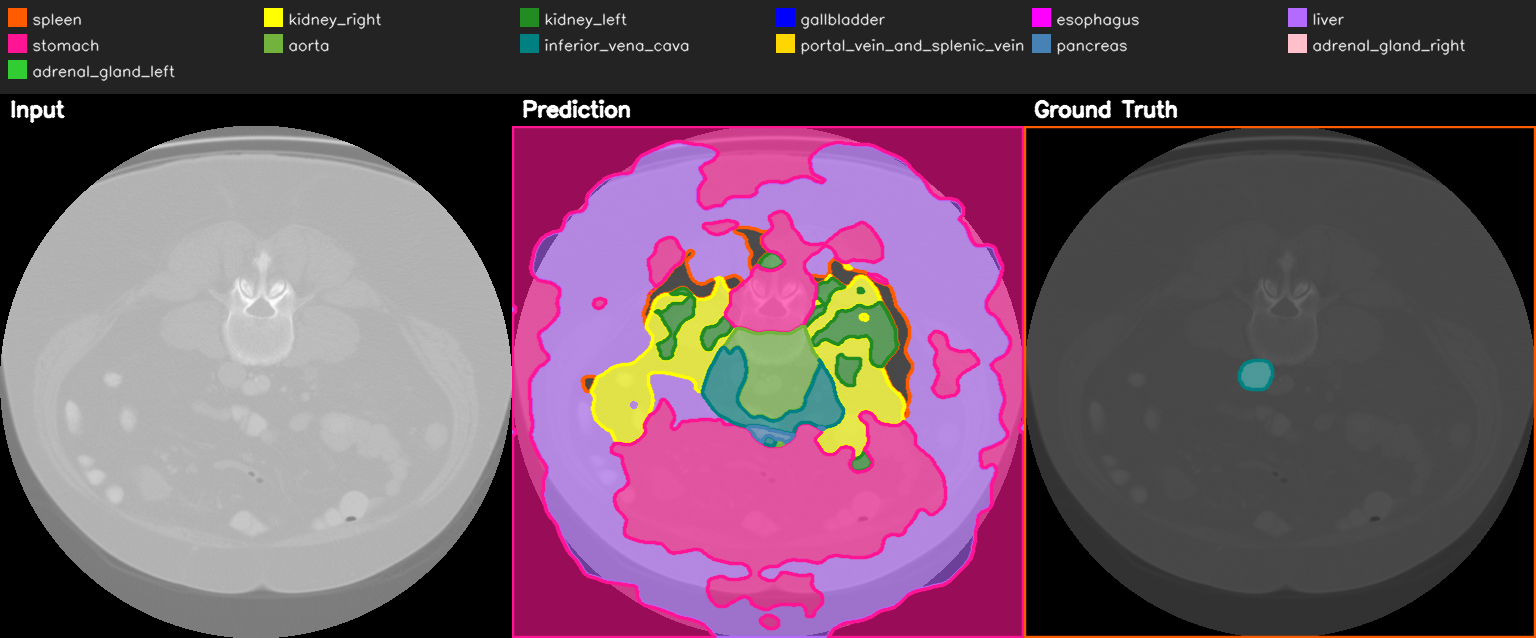 spleen kidney_right kidney_left gallbladder esophagus liver
stomach aorta inferior_vena_cava portal_vein_and_splenic_vein pancreas adrenal_gland_right
adrenal_gland_left
Input Prediction Ground Truth